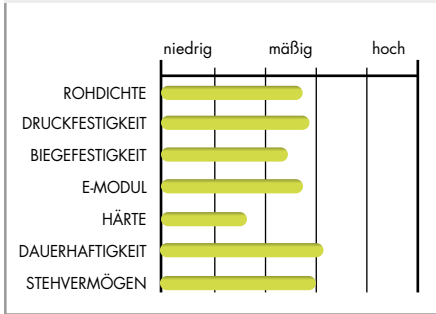 niedrig mäßig hoch
ROHDICHTE
DRUCKFESTIGKEIT
BIEGEFESTIGKEIT
E-MODUL
HÄRTE
DAUERHAFTIGKEIT
STEHVERMÖGEN